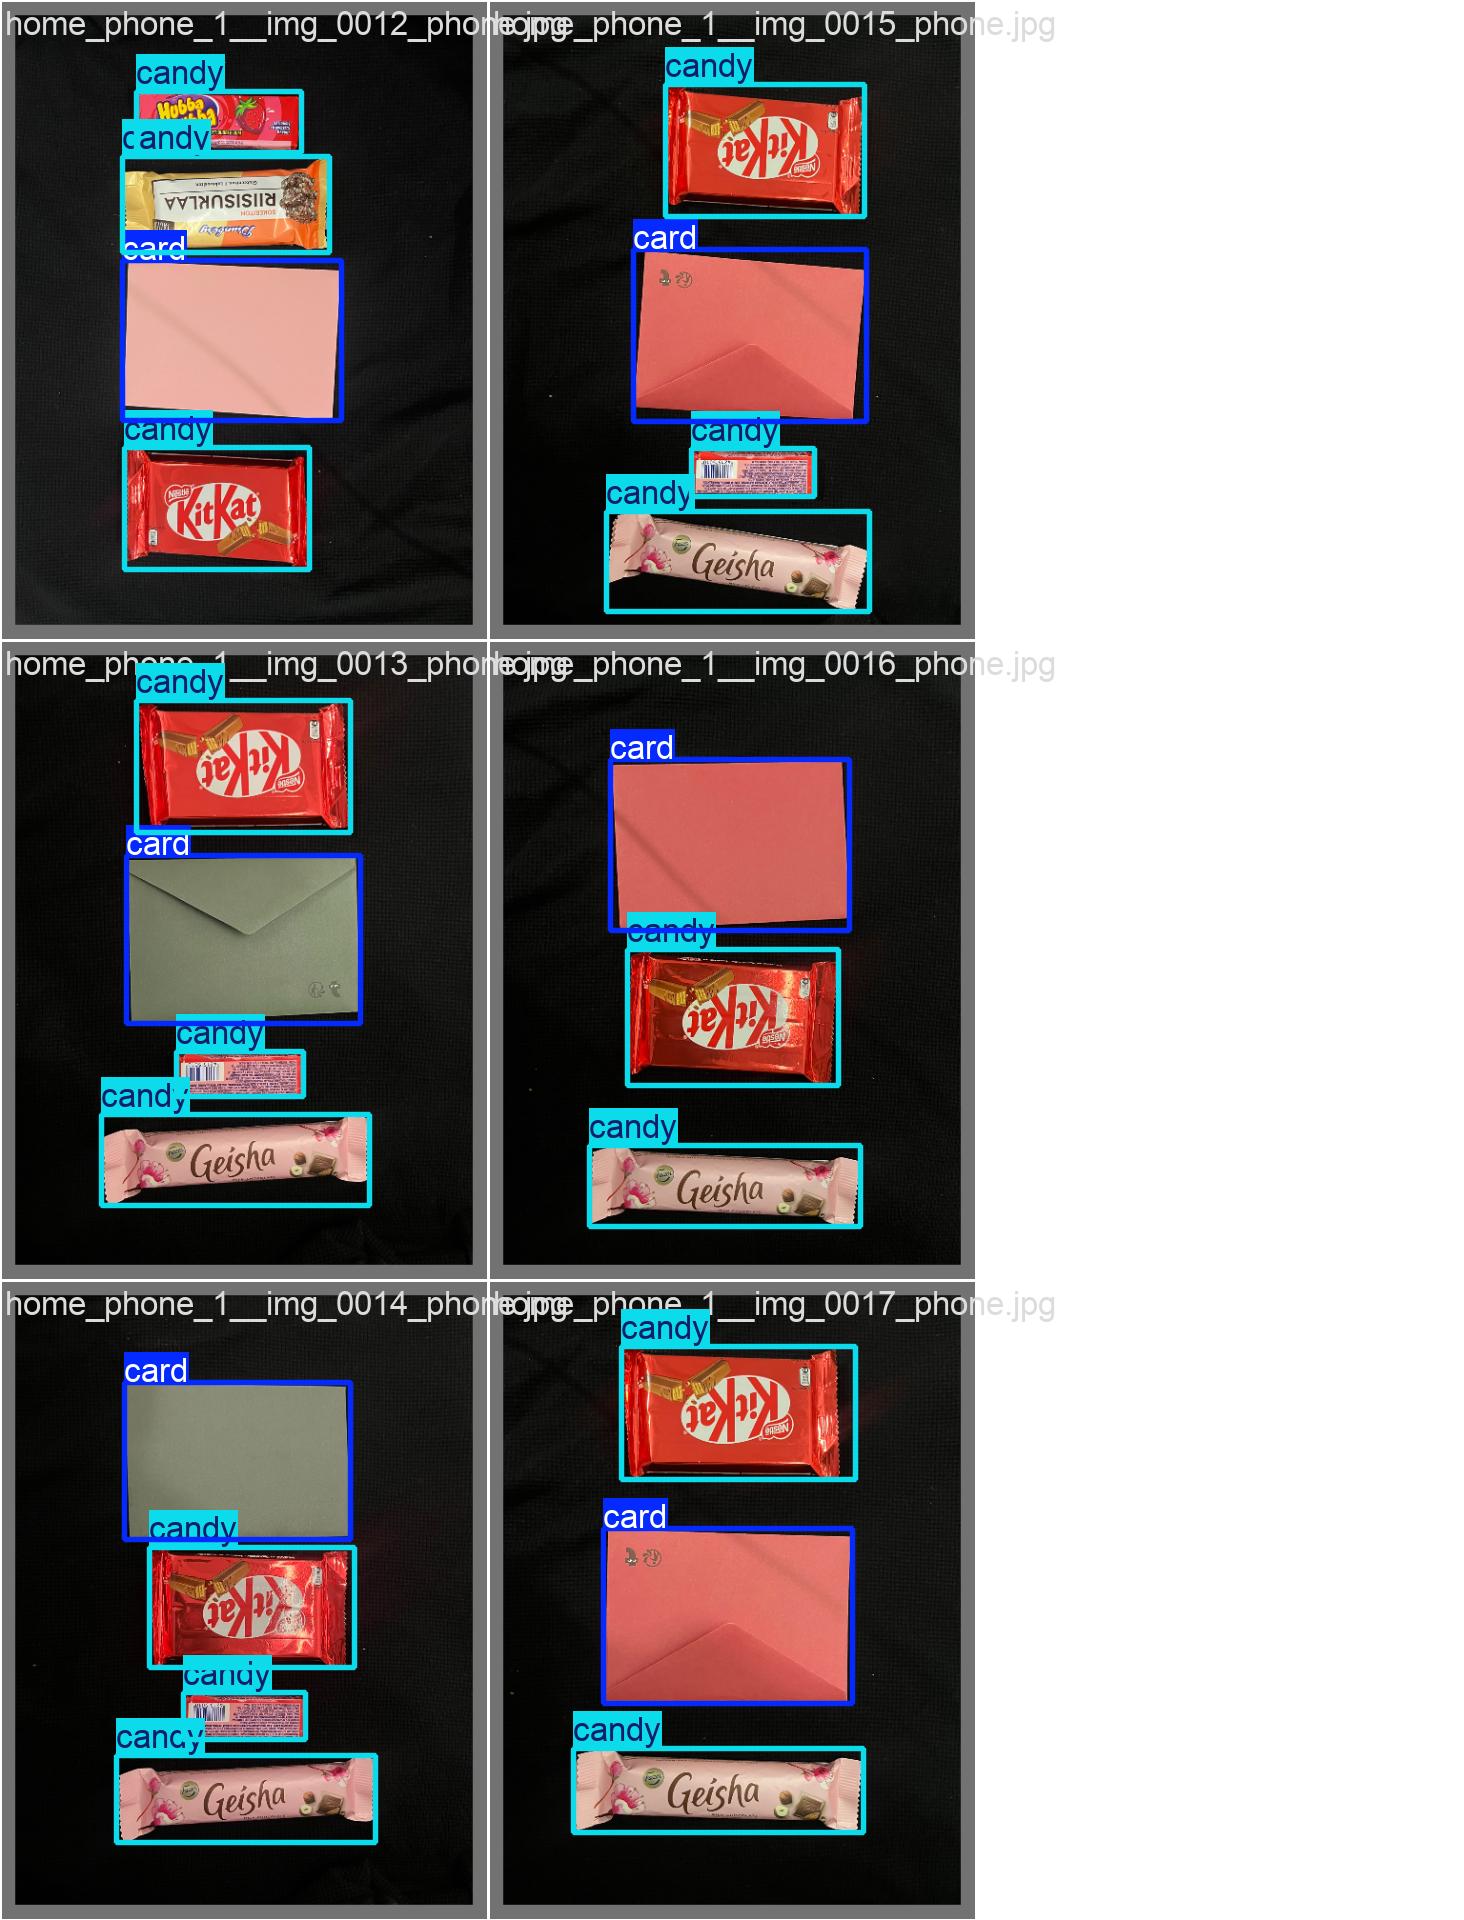 home_phone_1__img_0012_phone.jpg
candy
Hubba
candy
RIISISUKLAA
card
candy
Nestlé
KitKat
home_phone_1__img_0015_phone.jpg
candy
KitKat
Nestlé
card
candy
candy
Geisha
home_phone_1__img_0013_phone.jpg
candy
KitKat
Nestlé
card
candy
candy
Geisha
home_phone_1__img_0016_phone.jpg
card
candy
KitKat
Nestlé
candy
Geisha
home_phone_1__img_0014_phone.jpg
card
candy
KitKat
candy
candy
Geisha
home_phone_1__img_0017_phone.jpg
candy
KitKat
Nestlé
card
candy
Geisha